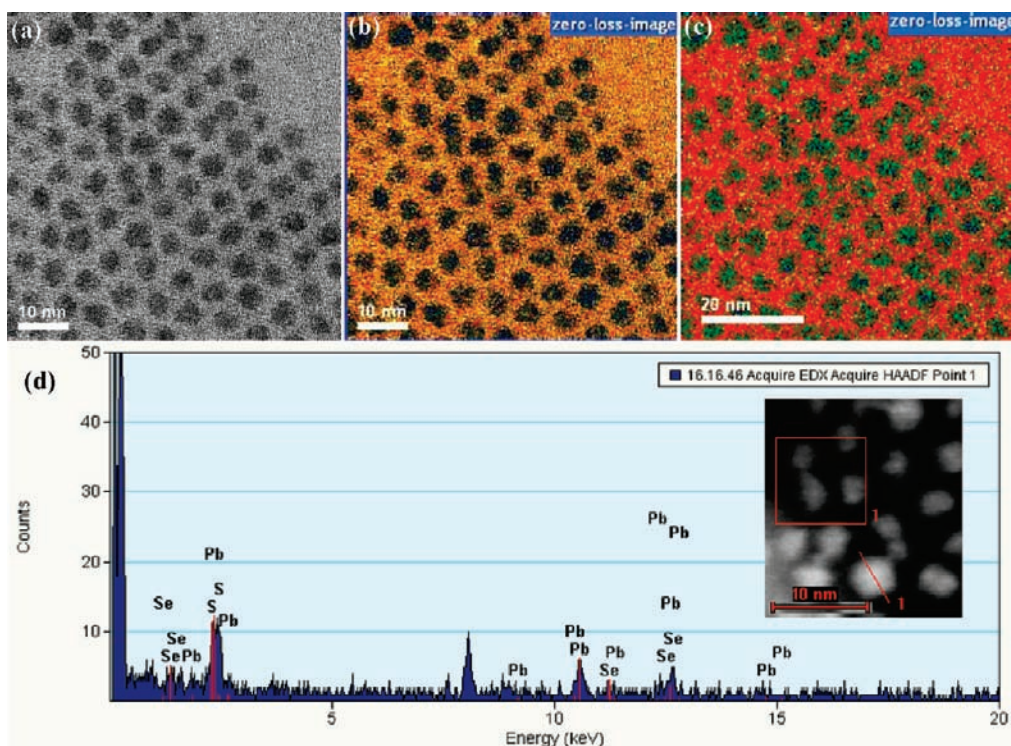 (a)
10 nm
(b)
zero-loss-image
10 nm
(c)
zero-loss-image
20 nm
(d)
50
40
30
20
10
Counts
16.16.46 Acquire EDX Acquire HAADF Point 1
Pb
Pb
Pb
S
Se
S
Pb
Se
Se
Pb
Pb
Pb
Pb
Pb
Se
Pb
Se
Se
Pb
Pb
1
10 nm
1
5
10
15
20
Energy (keV)